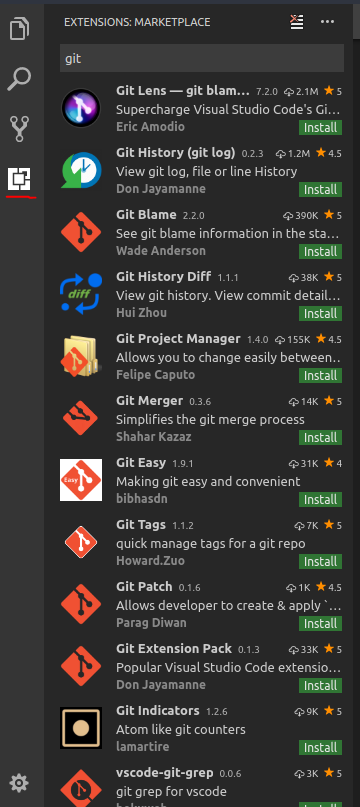 EXTENSIONS: MARKETPLACE
git
Git Lens — git blam... 7.2.0 2.1M 5
Supercharge Visual Studio Code's Gi...
Eric Amodio Install
Git History (git log) 0.2.3 1.2M 4.5
View git log, file or line History
Don Jayamanne Install
Git Blame 2.2.0 390K 5
See git blame information in the sta...
Wade Anderson Install
diff
Git History Diff 1.1.1 38K 5
View git history. View commit detail...
Hui Zhou Install
Git Project Manager 1.4.0 155K 4.5
Allows you to change easily between...
Felipe Caputo Install
Git Merger 0.3.6 14K 5
Simplifies the git merge process
Shahar Kazaz Install
Easy
Git Easy 1.9.1 31K 4
Making git easy and convenient
bibhasdn Install
Git Tags 1.1.2 7K 5
quick manage tags for a git repo
Howard.Zuo Install
Git Patch 0.1.6 1K 4.5
Allows developer to create & apply `...
Parag Diwan Install
Git Extension Pack 0.1.3 33K 5
Popular Visual Studio Code extensio...
Don Jayamanne Install
Git Indicators 1.2.6 9K 5
Atom like git counters
lamartire Install
vscode-git-grep 0.0.6 3K 5
git grep for vscode